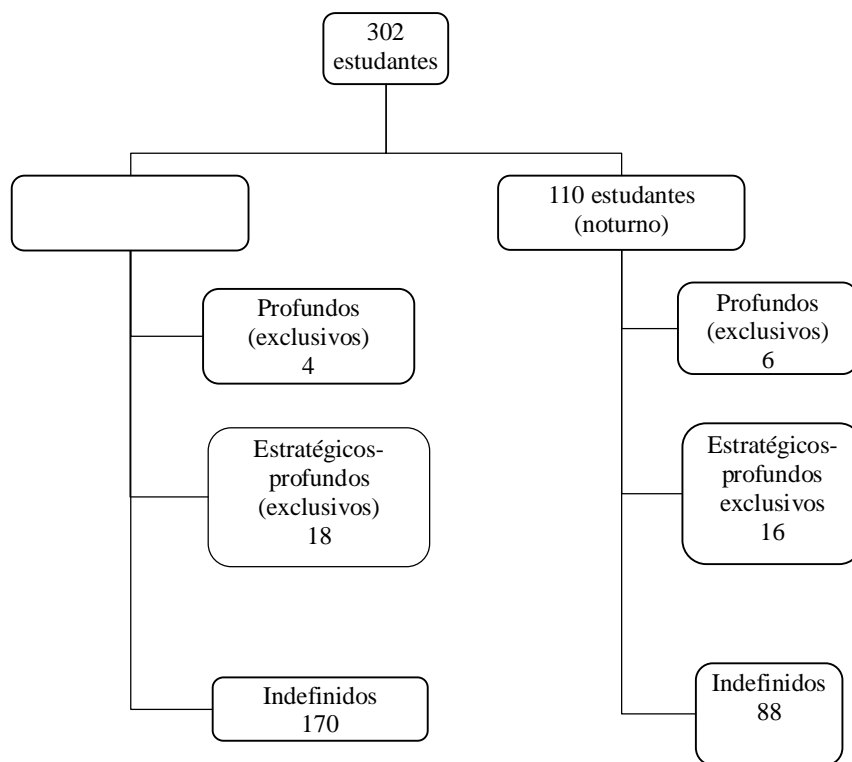 302
estudantes
110 estudantes
(noturno)
Profundos
(exclusivos)
4
Profundos
(exclusivos)
6
Estratégicos-
profundos
(exclusivos)
18
Estratégicos-
profundos
exclusivos
16
Indefinidos
170
Indefinidos
88